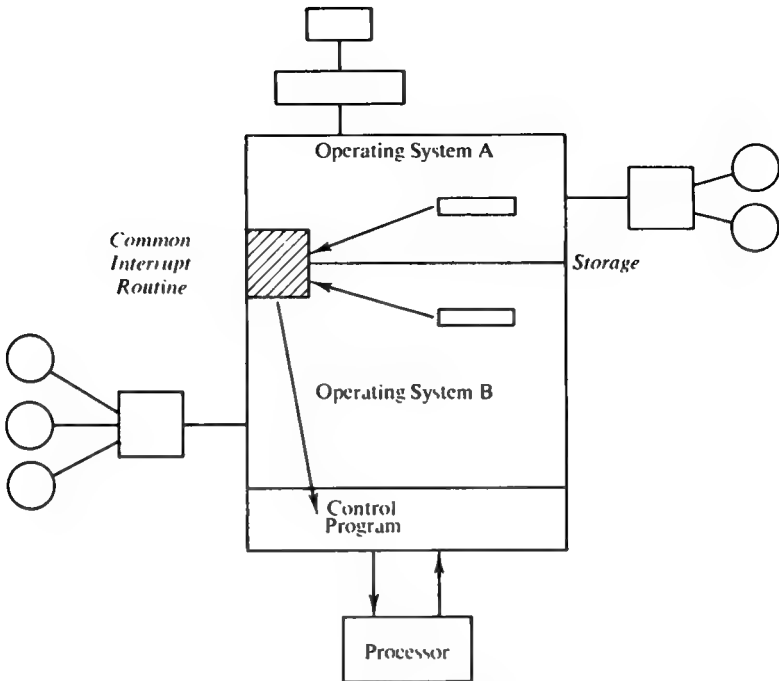 Operating System A
Common
Interrupt
Routine
Storage
Operating System B
Control
Program
Processor